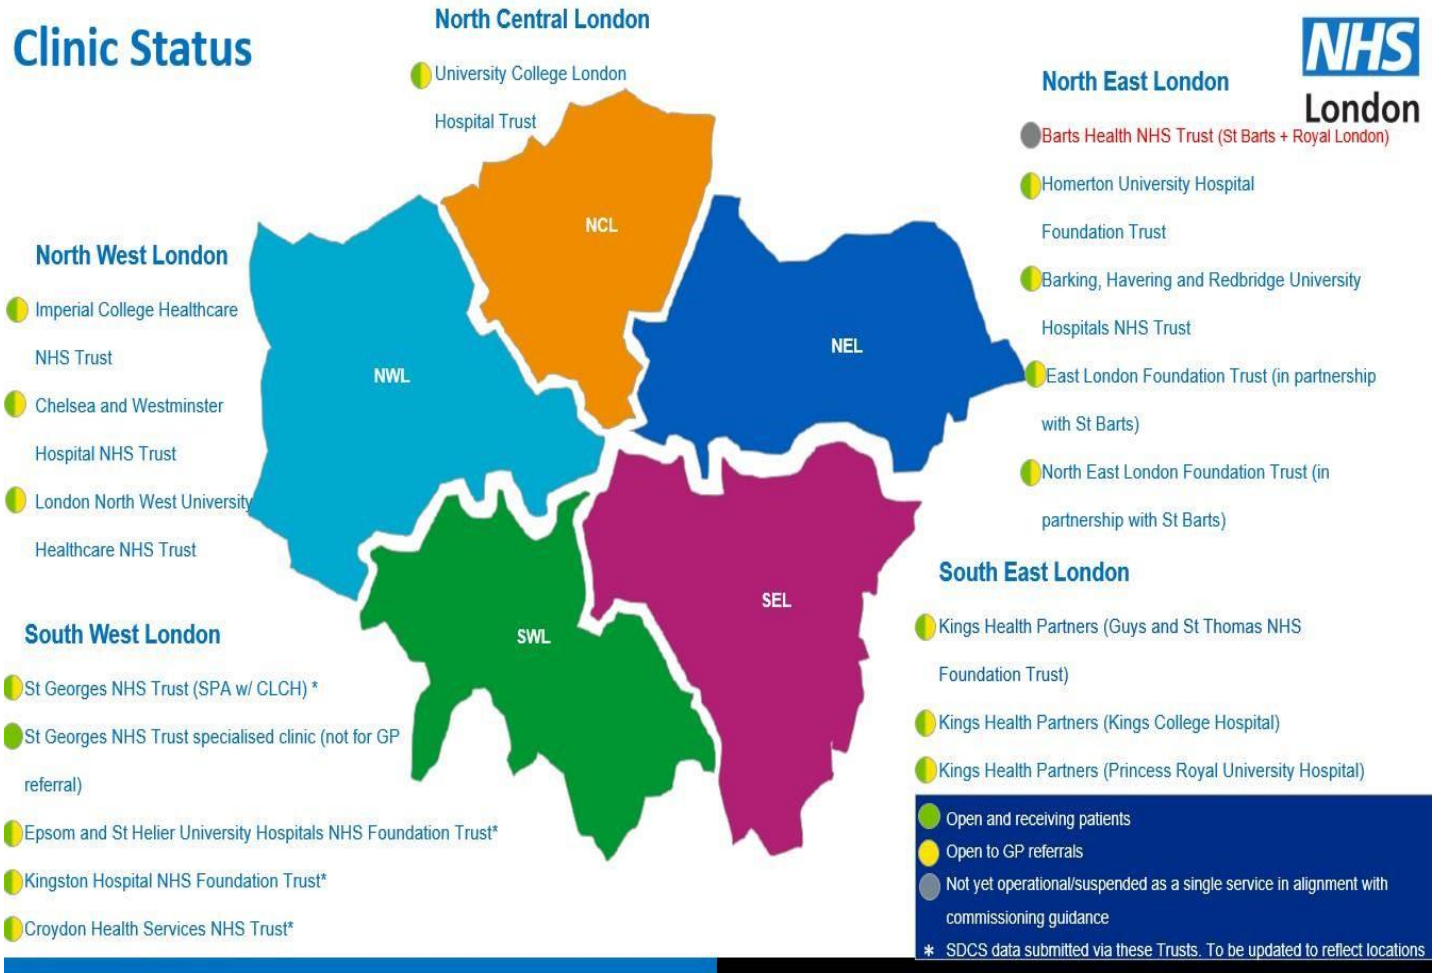 Clinic Status
North Central London
University College London
Hospital Trust
NHS
London
North East London
Barts Health NHS Trust (St Barts + Royal London)
Homerton University Hospital
Foundation Trust
Barking, Havering and Redbridge University
Hospitals NHS Trust
East London Foundation Trust (in partnership
with St Barts)
North East London Foundation Trust (in
partnership with St Barts)
North West London
Imperial College Healthcare
NHS Trust
Chelsea and Westminster
Hospital NHS Trust
London North West University
Healthcare NHS Trust
NCL
NEL
NWL
SEL
SWL
South West London
St Georges NHS Trust (SPA w/ CLCH) *
St Georges NHS Trust specialised clinic (not for GP
referral)
Epsom and St Helier University Hospitals NHS Foundation Trust*
Kingston Hospital NHS Foundation Trust*
Croydon Health Services NHS Trust*
South East London
Kings Health Partners (Guys and St Thomas NHS
Foundation Trust)
Kings Health Partners (Kings College Hospital)
Kings Health Partners (Princess Royal University Hospital)
Open and receiving patients
Open to GP referrals
Not yet operational/suspended as a single service in alignment with
commissioning guidance
* SDCS data submitted via these Trusts. To be updated to reflect locations